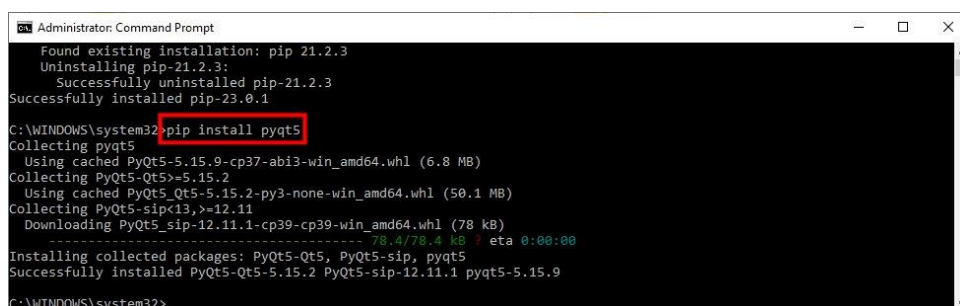 Administrator: Command Prompt
Found existing installation: pip 21.2.3
Uninstalling pip-21.2.3:
Successfully uninstalled pip-21.2.3
Successfully installed pip-23.0.1
C:\WINDOWS\system32>pip install pyqt5
Collecting pyqt5
Using cached PyQt5-5.15.9-cp37-abi3-win_amd64.whl (6.8 MB)
Collecting PyQt5-Qt5>=5.15.2
Using cached PyQt5_Qt5-5.15.2-py3-none-win_amd64.whl (50.1 MB)
Collecting PyQt5-sip<13,>=12.11
Downloading PyQt5_sip-12.11.1-cp39-cp39-win_amd64.whl (78 kB)
---------------------------------------- 78.4/78.4 kB ? eta 0:00:00
Installing collected packages: PyQt5-Qt5, PyQt5-sip, pyqt5
Successfully installed PyQt5-Qt5-5.15.2 PyQt5-sip-12.11.1 pyqt5-5.15.9
C:\WINDOWS\system32>